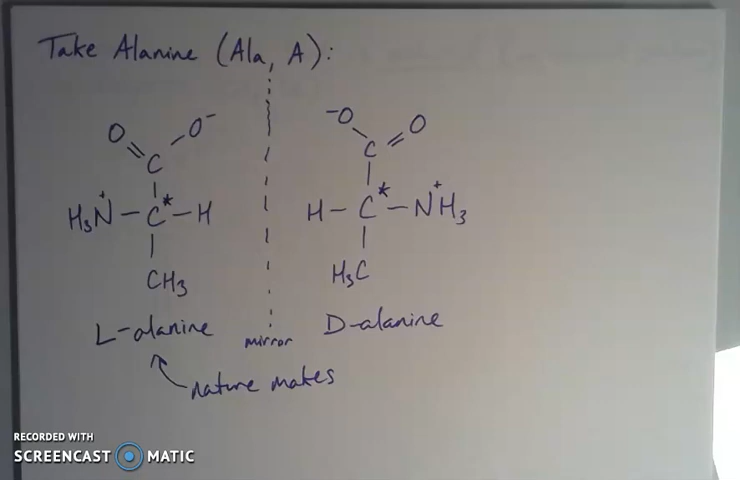 Take Alanine (Ala, A):
O O⁻ ⁻O O
C C
H₃N⁺ – C* – H H – C* – N⁺H₃
CH₃ H₃C
L-alanine mirror D-alanine
nature makes
RECORDED WITH
SCREENCAST MATIC